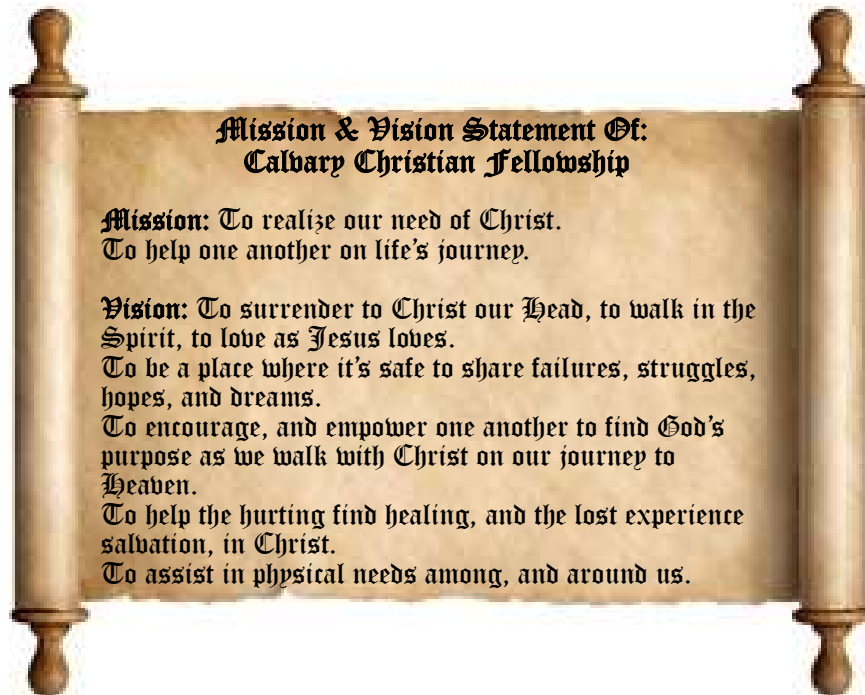 Mission & Vision Statement Of:
Calvary Christian Fellowship
Mission: To realize our need of Christ.
To help one another on life's journey.
Vision: To surrender to Christ our Head, to walk in the
Spirit, to love as Jesus loves.
To be a place where it's safe to share failures, struggles,
hopes, and dreams.
To encourage, and empower one another to find God's
purpose as we walk with Christ on our journey to
Heaven.
To help the hurting find healing, and the lost experience
salvation, in Christ.
To assist in physical needs among, and around us.